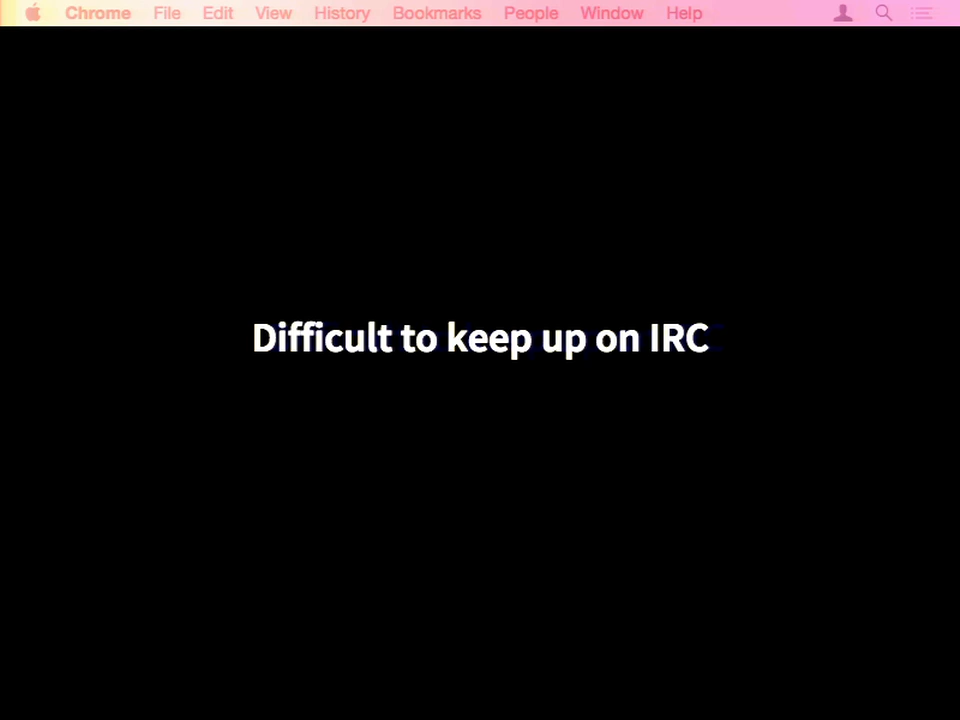 Chrome File Edit View History Bookmarks People Window Help
Difficult to keep up on IRC